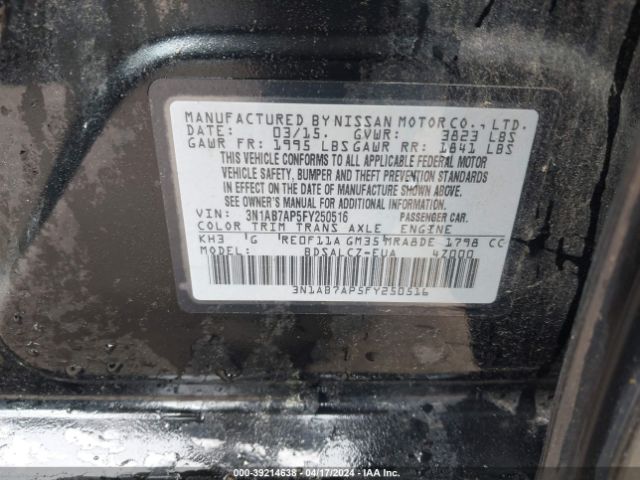 MANUFACTURED BY NISSAN MOTOR CO., LTD.
DATE: 03/15. GVWR: 3823 LBS
GAWR FR: 1995 LBS GAWR RR: 1841 LBS
THIS VEHICLE CONFORMS TO ALL APPLICABLE FEDERAL MOTOR
VEHICLE SAFETY, BUMPER AND THEFT PREVENTION STANDARDS
IN EFFECT ON THE DATE OF MANUFACTURE SHOWN ABOVE.
SEE OWNER'S MANUAL FOR ADDITIONAL INFORMATION.
VIN: 3N1AB7AP5FY250516 PASSENGER CAR.
COLOR TRIM TRANS AXLE ENGINE
KH3 'G 'RE0F11A GM35 MRA8DE 1798 CC
MODEL: BDSALCZ-EUA 4Z000
3N1AB7AP5FY250516
000-39214638 - 04/17/2024 - IAAI.COM